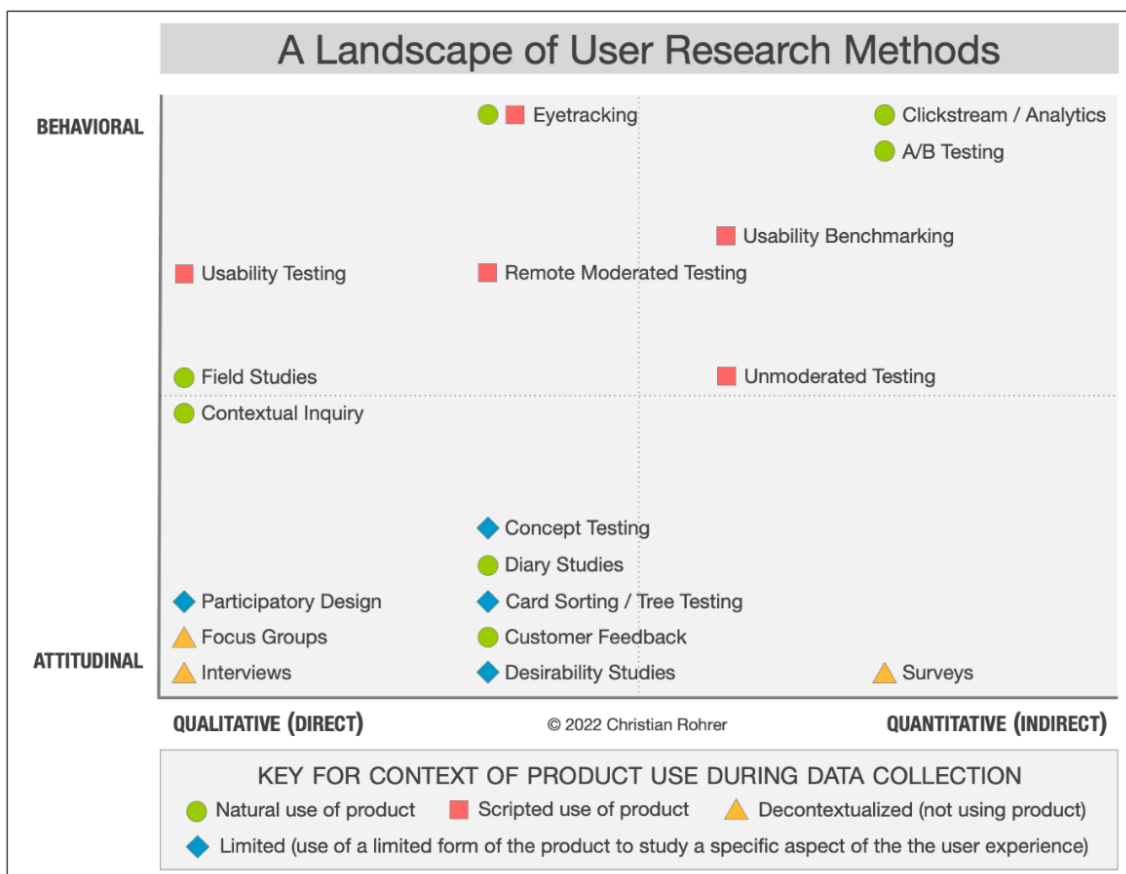 A Landscape of User Research Methods
BEHAVIORAL
Eyetracking
Clickstream / Analytics
A/B Testing
Usability Benchmarking
Usability Testing
Remote Moderated Testing
Field Studies
Unmoderated Testing
Contextual Inquiry
Concept Testing
Diary Studies
Participatory Design
Card Sorting / Tree Testing
Focus Groups
Customer Feedback
ATTITUDINAL
Interviews
Desirability Studies
Surveys
QUALITATIVE (DIRECT)
© 2022 Christian Rohrer
QUANTITATIVE (INDIRECT)
KEY FOR CONTEXT OF PRODUCT USE DURING DATA COLLECTION
Natural use of product
Scripted use of product
Decontextualized (not using product)
Limited (use of a limited form of the product to study a specific aspect of the the user experience)